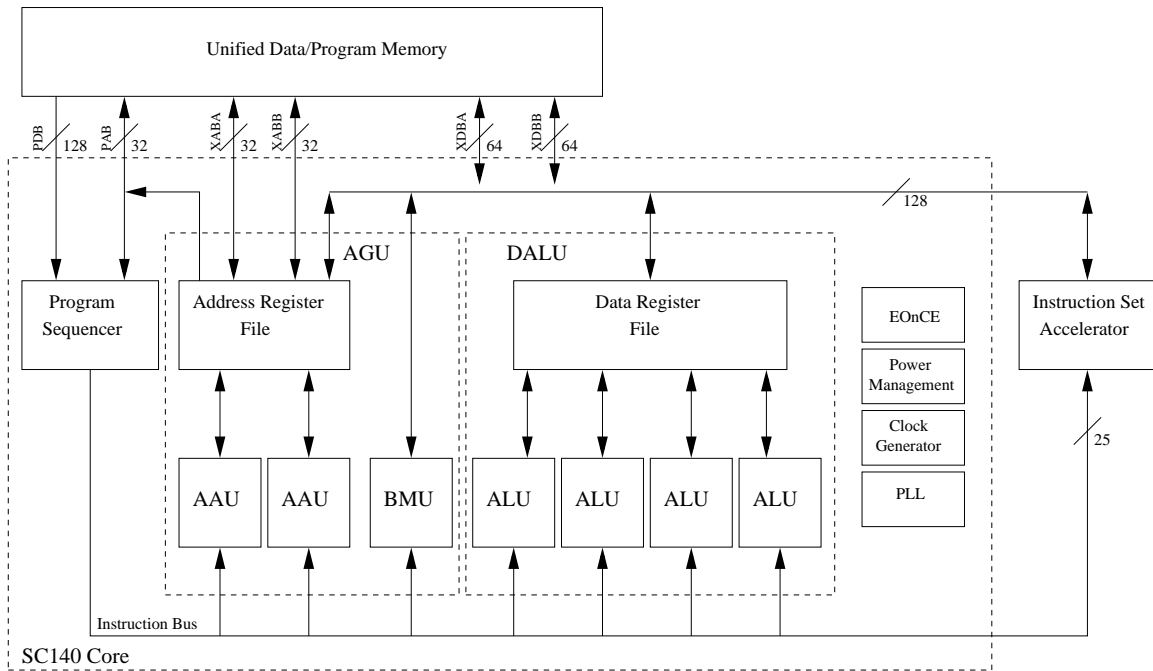 Unified Data/Program Memory
PDB
128
PAB
32
XABA
32
XABB
32
XDBA
64
XDBB
64
128
AGU
DALU
Program
Sequencer
Address Register
File
Data Register
File
EOnCE
Instruction Set
Accelerator
Power
Management
Clock
Generator
25
PLL
AAU
AAU
BMU
ALU
ALU
ALU
ALU
Instruction Bus
SC140 Core